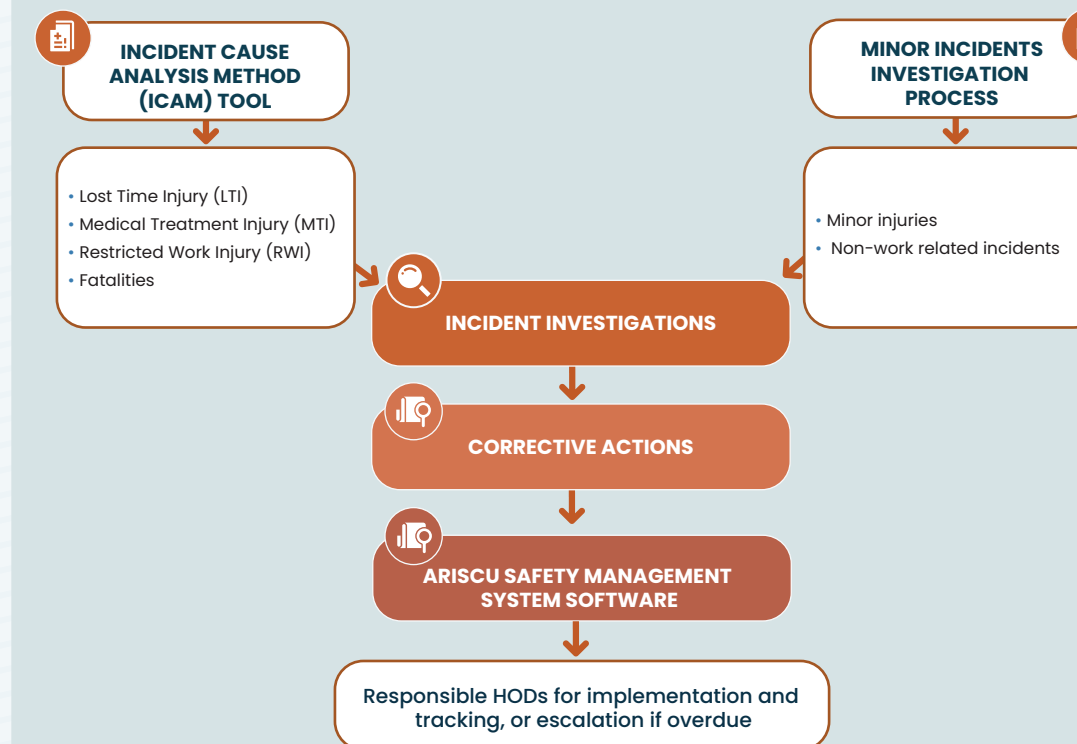 INCIDENT CAUSE
ANALYSIS METHOD
(ICAM) TOOL
MINOR INCIDENTS
INVESTIGATION
PROCESS
• Lost Time Injury (LTI)
• Medical Treatment Injury (MTI)
• Restricted Work Injury (RWI)
• Fatalities
• Minor injuries
• Non-work related incidents
INCIDENT INVESTIGATIONS
CORRECTIVE ACTIONS
ARISCU SAFETY MANAGEMENT
SYSTEM SOFTWARE
Responsible HODs for implementation and
tracking, or escalation if overdue